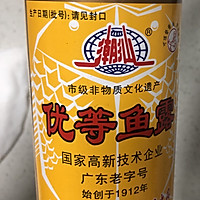 生产日期(批号):请见封口
潮汕
市级非物质文化遗产
优等鱼露
国家高新技术企业
广东老字号
始创于1912年